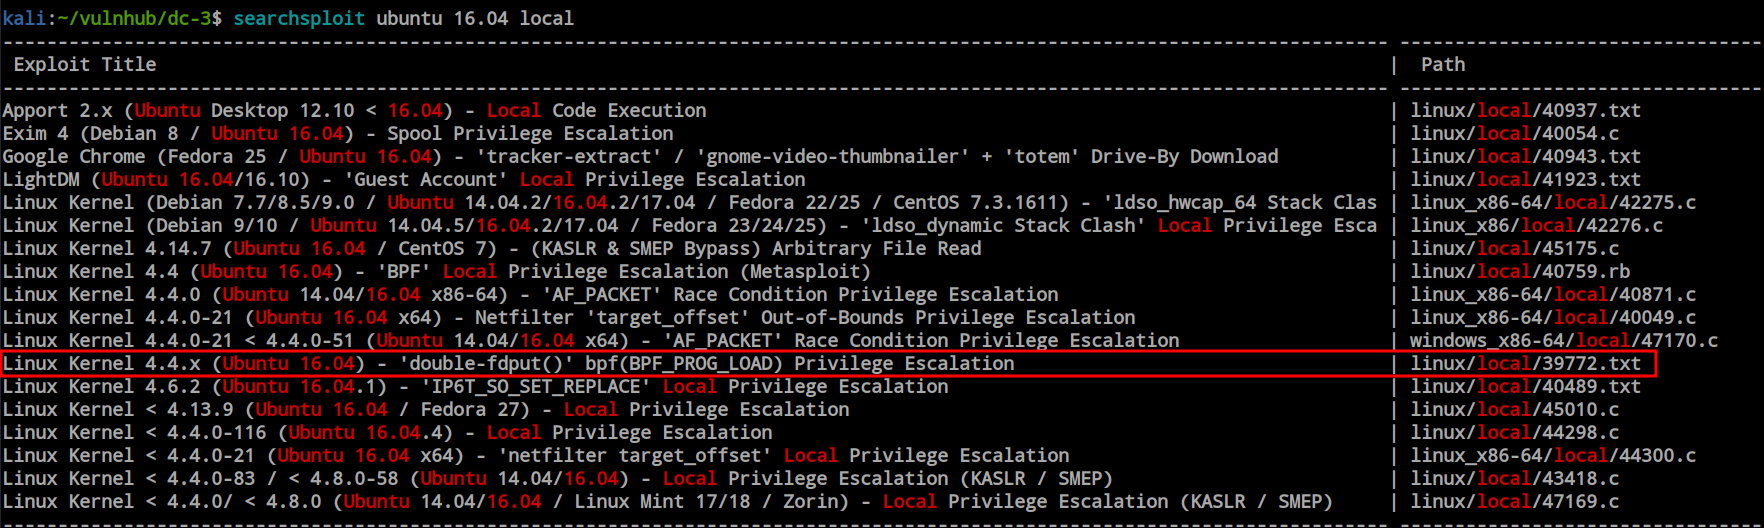 kali:~/vulnhub/dc-3$ searchsploit ubuntu 16.04 local
Exploit Title | Path
Apport 2.x (Ubuntu Desktop 12.10 < 16.04) - Local Code Execution | linux/local/40937.txt
Exim 4 (Debian 8 / Ubuntu 16.04) - Spool Privilege Escalation | linux/local/40054.c
Google Chrome (Fedora 25 / Ubuntu 16.04) - 'tracker-extract' / 'gnome-video-thumbnailer' + 'totem' Drive-By Download | linux/local/40943.txt
LightDM (Ubuntu 16.04/16.10) - 'Guest Account' Local Privilege Escalation | linux/local/41923.txt
Linux Kernel (Debian 7.7/8.5/9.0 / Ubuntu 14.04.2/16.04.2/17.04 / Fedora 22/25 / CentOS 7.3.1611) - 'ldso_hwcap_64 Stack Clas | linux_x86-64/local/42275.c
Linux Kernel (Debian 9/10 / Ubuntu 14.04.5/16.04.2/17.04 / Fedora 23/24/25) - 'ldso_dynamic Stack Clash' Local Privilege Esca | linux_x86/local/42276.c
Linux Kernel 4.14.7 (Ubuntu 16.04 / CentOS 7) - (KASLR & SMEP Bypass) Arbitrary File Read | linux/local/45175.c
Linux Kernel 4.4 (Ubuntu 16.04) - 'BPF' Local Privilege Escalation (Metasploit) | linux/local/40759.rb
Linux Kernel 4.4.0 (Ubuntu 14.04/16.04 x86-64) - 'AF_PACKET' Race Condition Privilege Escalation | linux_x86-64/local/40871.c
Linux Kernel 4.4.0-21 (Ubuntu 16.04 x64) - Netfilter 'target_offset' Out-of-Bounds Privilege Escalation | linux_x86-64/local/40049.c
Linux Kernel 4.4.0-21 < 4.4.0-51 (Ubuntu 14.04/16.04 x64) - 'AF_PACKET' Race Condition Privilege Escalation | windows_x86-64/local/47170.c
Linux Kernel 4.4.x (Ubuntu 16.04) - 'double-fdput()' bpf(BPF_PROG_LOAD) Privilege Escalation | linux/local/39772.txt
Linux Kernel 4.6.2 (Ubuntu 16.04.1) - 'IP6T_SO_SET_REPLACE' Local Privilege Escalation | linux/local/40489.txt
Linux Kernel < 4.13.9 (Ubuntu 16.04 / Fedora 27) - Local Privilege Escalation | linux/local/45010.c
Linux Kernel < 4.4.0-116 (Ubuntu 16.04.4) - Local Privilege Escalation | linux/local/44298.c
Linux Kernel < 4.4.0-21 (Ubuntu 16.04 x64) - 'netfilter target_offset' Local Privilege Escalation | linux_x86-64/local/44300.c
Linux Kernel < 4.4.0-83 / < 4.8.0-58 (Ubuntu 14.04/16.04) - Local Privilege Escalation (KASLR / SMEP) | linux/local/43418.c
Linux Kernel < 4.4.0/ < 4.8.0 (Ubuntu 14.04/16.04 / Linux Mint 17/18 / Zorin) - Local Privilege Escalation (KASLR / SMEP) | linux/local/47169.c